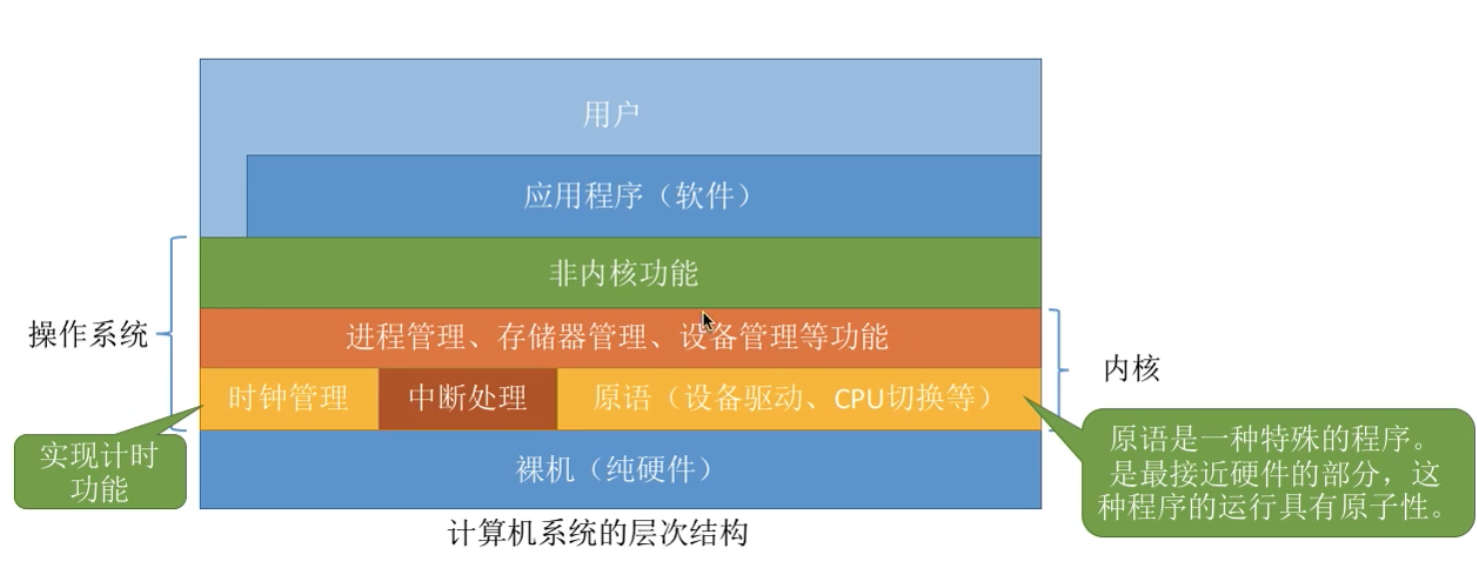 用户
应用程序（软件）
非内核功能
操作系统
进程管理、存储器管理、设备管理等功能
内核
时钟管理
中断处理
原语（设备驱动、CPU切换等）
实现计时
功能
原语是一种特殊的程序。
是最接近硬件的部分，这
种程序的运行具有原子性。
裸机（纯硬件）
计算机系统的层次结构